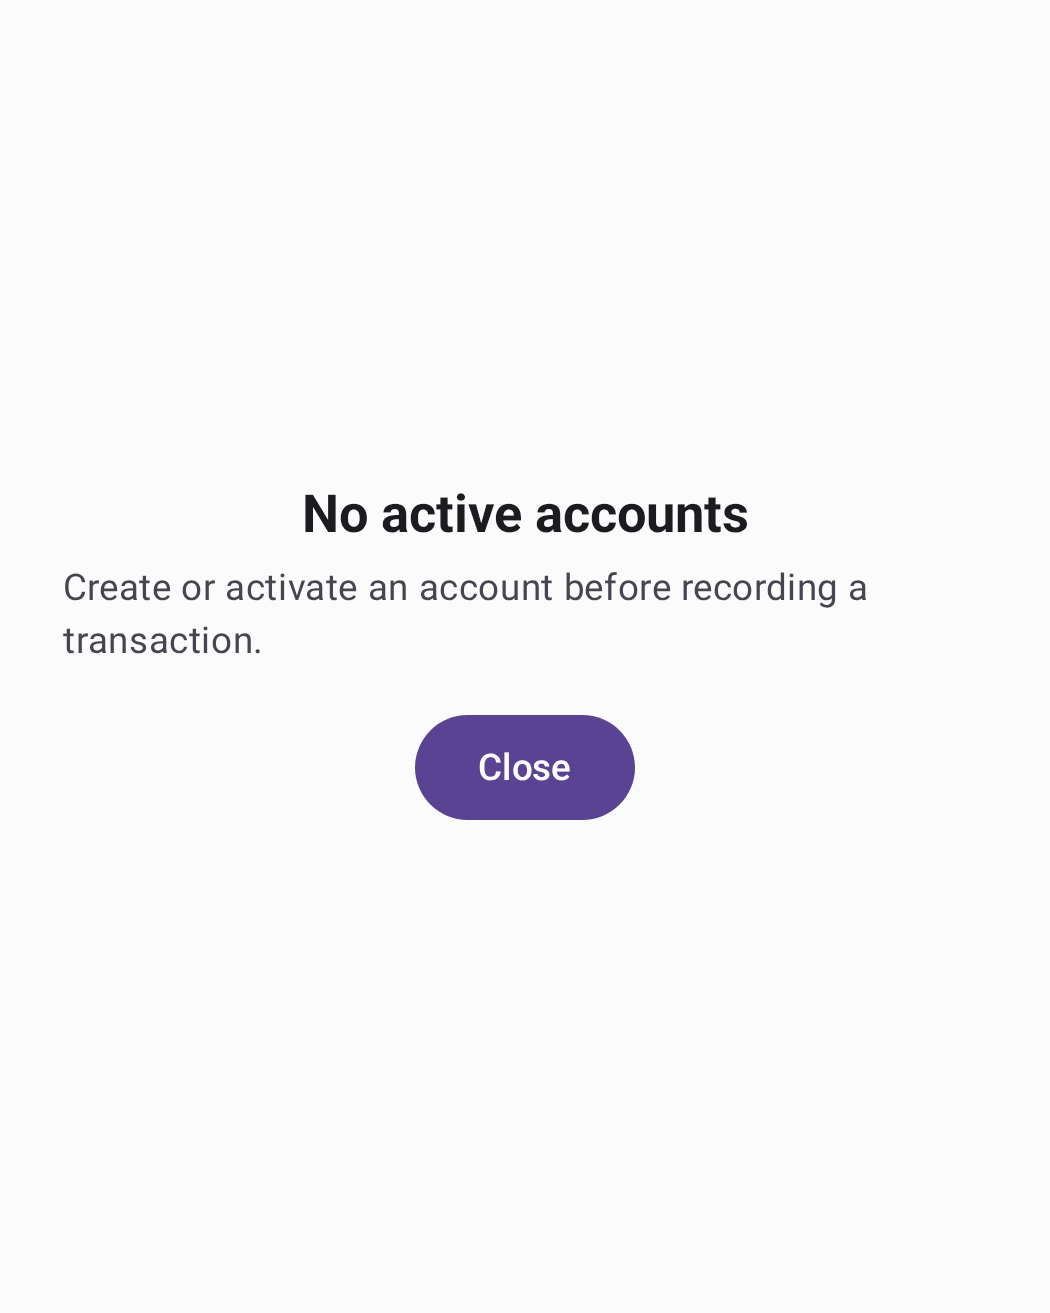 No active accounts
Create or activate an account before recording a
transaction.
Close